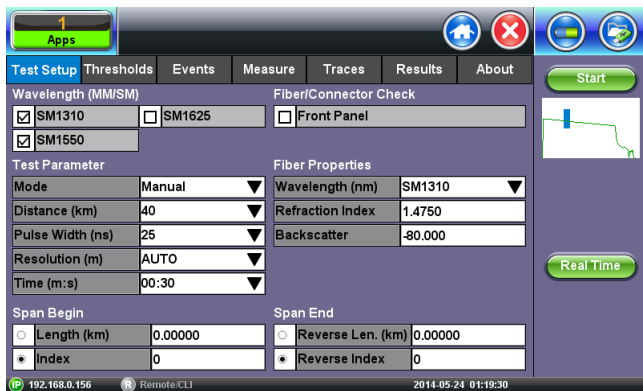 1
Apps
Test Setup Thresholds Events Measure Traces Results About
Start
Wavelength (MM/SM)
SM1310 SM1625
SM1550
Fiber/Connector Check
Front Panel
Test Parameter
Mode Manual
Distance (km) 40
Pulse Width (ns) 25
Resolution (m) AUTO
Time (m:s) 00:30
Fiber Properties
Wavelength (nm) SM1310
Refraction Index 1.4750
Backscatter -80.000
Real Time
Span Begin
Length (km) 0.00000
Index 0
Span End
Reverse Len. (km) 0.00000
Reverse Index 0
IP 192.168.0.156 R Remote/CLI 2014-05-24 01:19:30